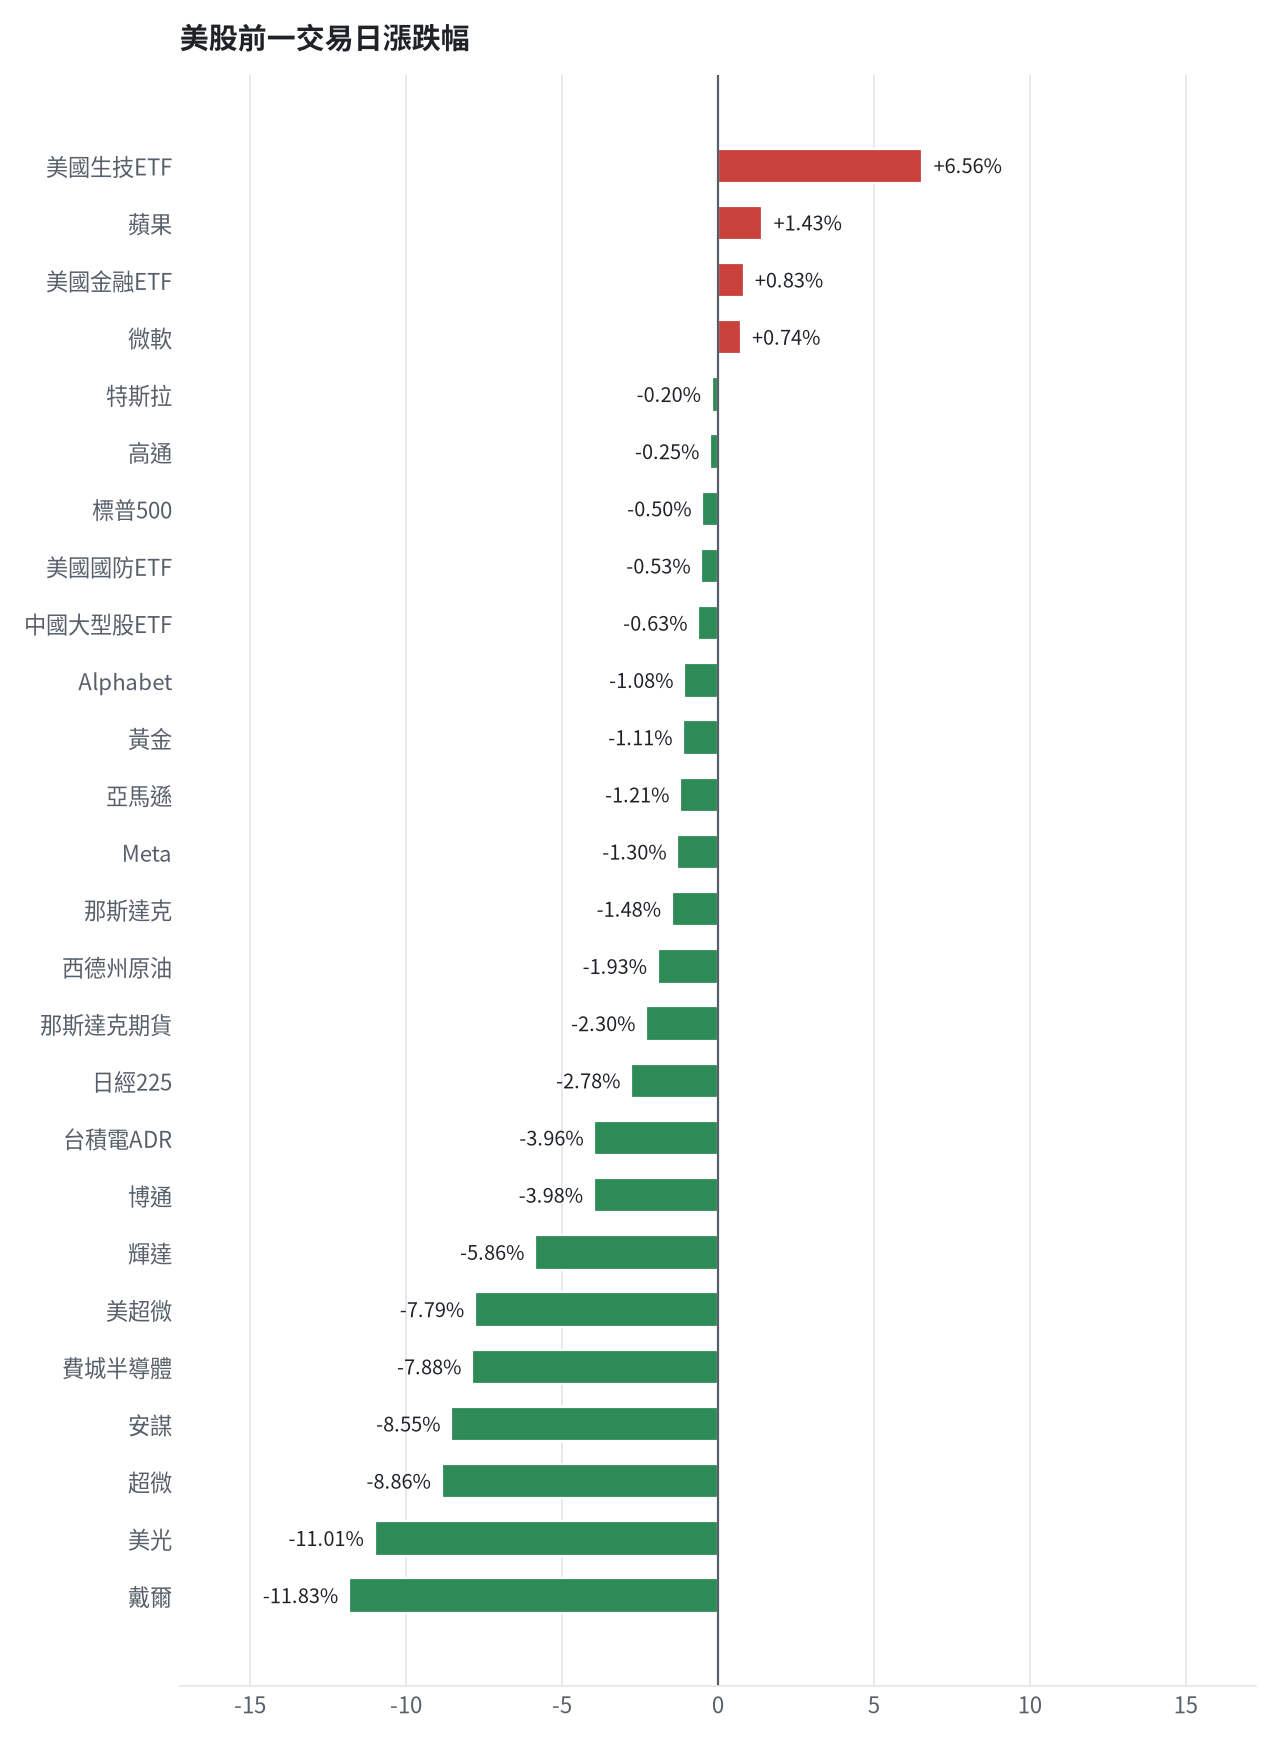 美股前一交易日漲跌幅
美國生技ETF +6.56%
蘋果 +1.43%
美國金融ETF +0.83%
微軟 +0.74%
特斯拉 -0.20%
高通 -0.25%
標普500 -0.50%
美國國防ETF -0.53%
中國大型股ETF -0.63%
Alphabet -1.08%
黃金 -1.11%
亞馬遜 -1.21%
Meta -1.30%
那斯達克 -1.48%
西德州原油 -1.93%
那斯達克期貨 -2.30%
日經225 -2.78%
台積電ADR -3.96%
博通 -3.98%
輝達 -5.86%
美超微 -7.79%
費城半導體 -7.88%
安謀 -8.55%
超微 -8.86%
美光 -11.01%
戴爾 -11.83%
-15 -10 -5 0 5 10 15